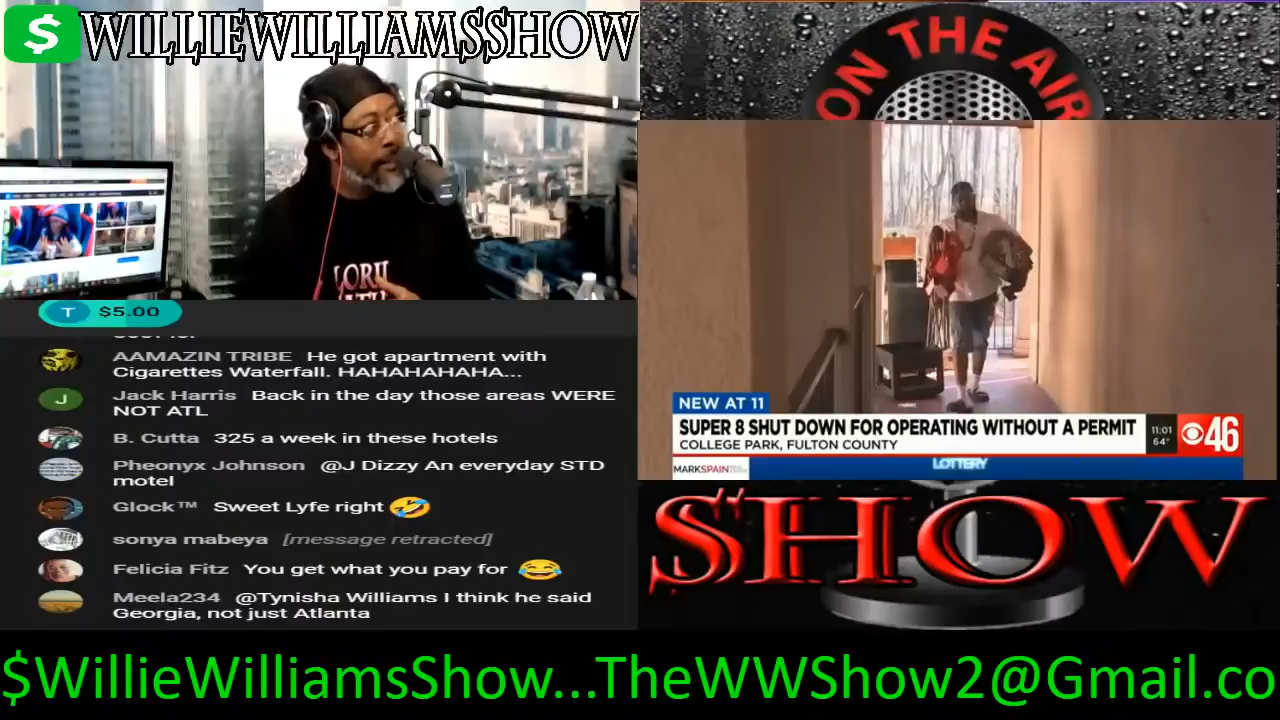 $ WILLIEWILLIAMSSHOW
ON THE AIR
T $5.00
AAMAZIN TRIBE He got apartment with
Cigarettes Waterfall. HAHAHAHAHA...
J Jack Harris Back in the day those areas WERE
NOT ATL
B. Cutta 325 a week in these hotels
Pheonyx Johnson @J Dizzy An everyday STD
motel
Glock™ Sweet Lyfe right 🤣
sonya mabeya [message retracted]
Felicia Fitz You get what you pay for 😂
Meela234 @Tynisha Williams I think he said
Georgia, not just Atlanta
NEW AT 11
SUPER 8 SHUT DOWN FOR OPERATING WITHOUT A PERMIT
COLLEGE PARK, FULTON COUNTY
11:01
64°
46
MARKSPAIN
LOTTERY
SHOW
$WillieWilliamsShow...TheWWShow2@Gmail.co